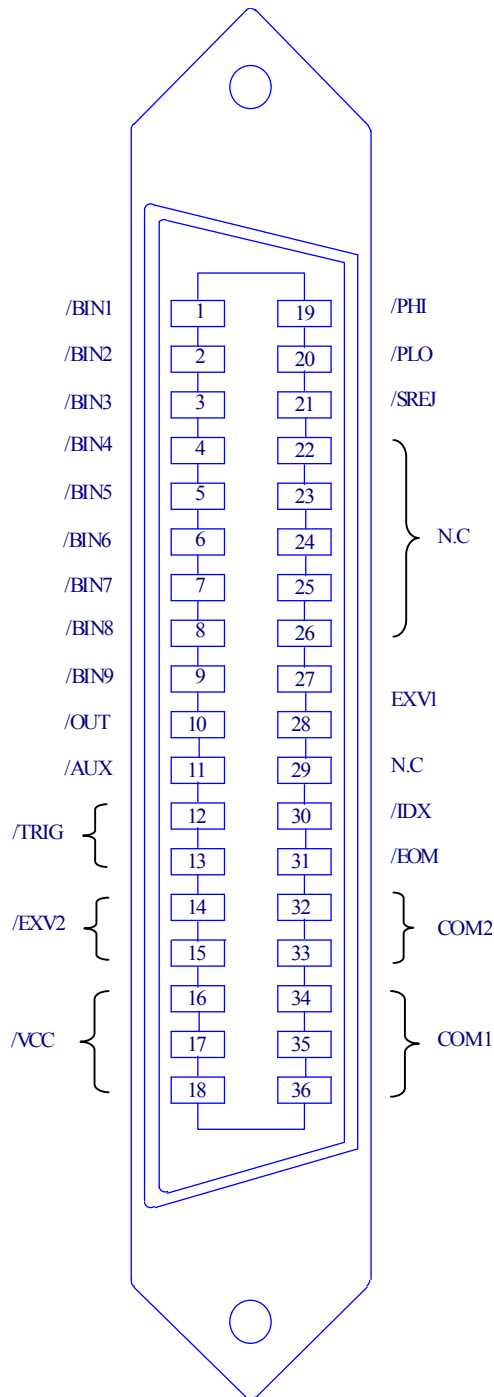 /BIN1 1 19 /PHI
/BIN2 2 20 /PLO
/BIN3 3 21 /SREJ
/BIN4 4 22
/BIN5 5 23
/BIN6 6 24 N.C
/BIN7 7 25
/BIN8 8 26
/BIN9 9 27
EXV1
/OUT 10 28
/AUX 11 29 N.C
12 30 /IDX
/TRIG
13 31 /EOM
14 32
/EXV2 COM2
15 33
16 34
/VCC 17 35 COM1
18 36